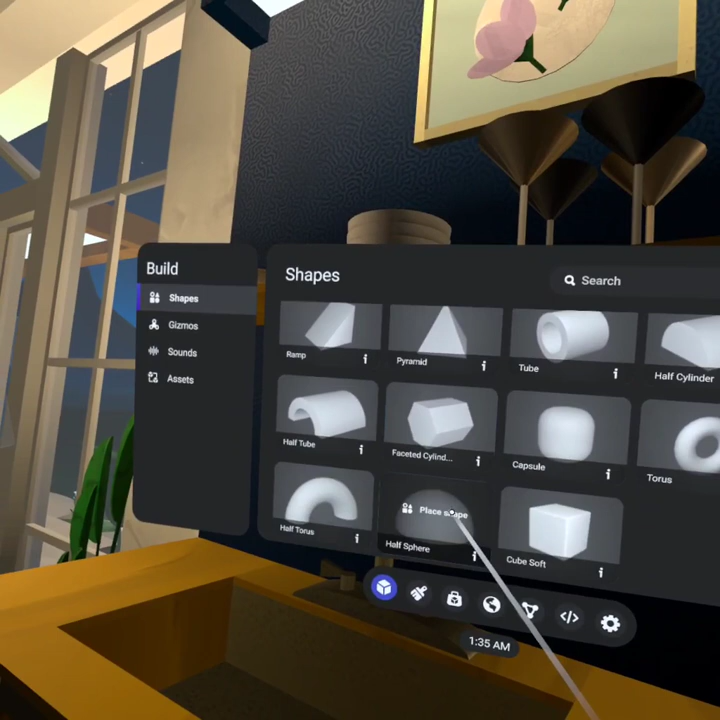 Build
Shapes
Gizmos
Sounds
Assets
Shapes
Search
Ramp
Pyramid
Tube
Half Cylinder
Half Tube
Faceted Cylind...
Capsule
Torus
Half Torus
Place shape
Half Sphere
Cube Soft
1:35 AM